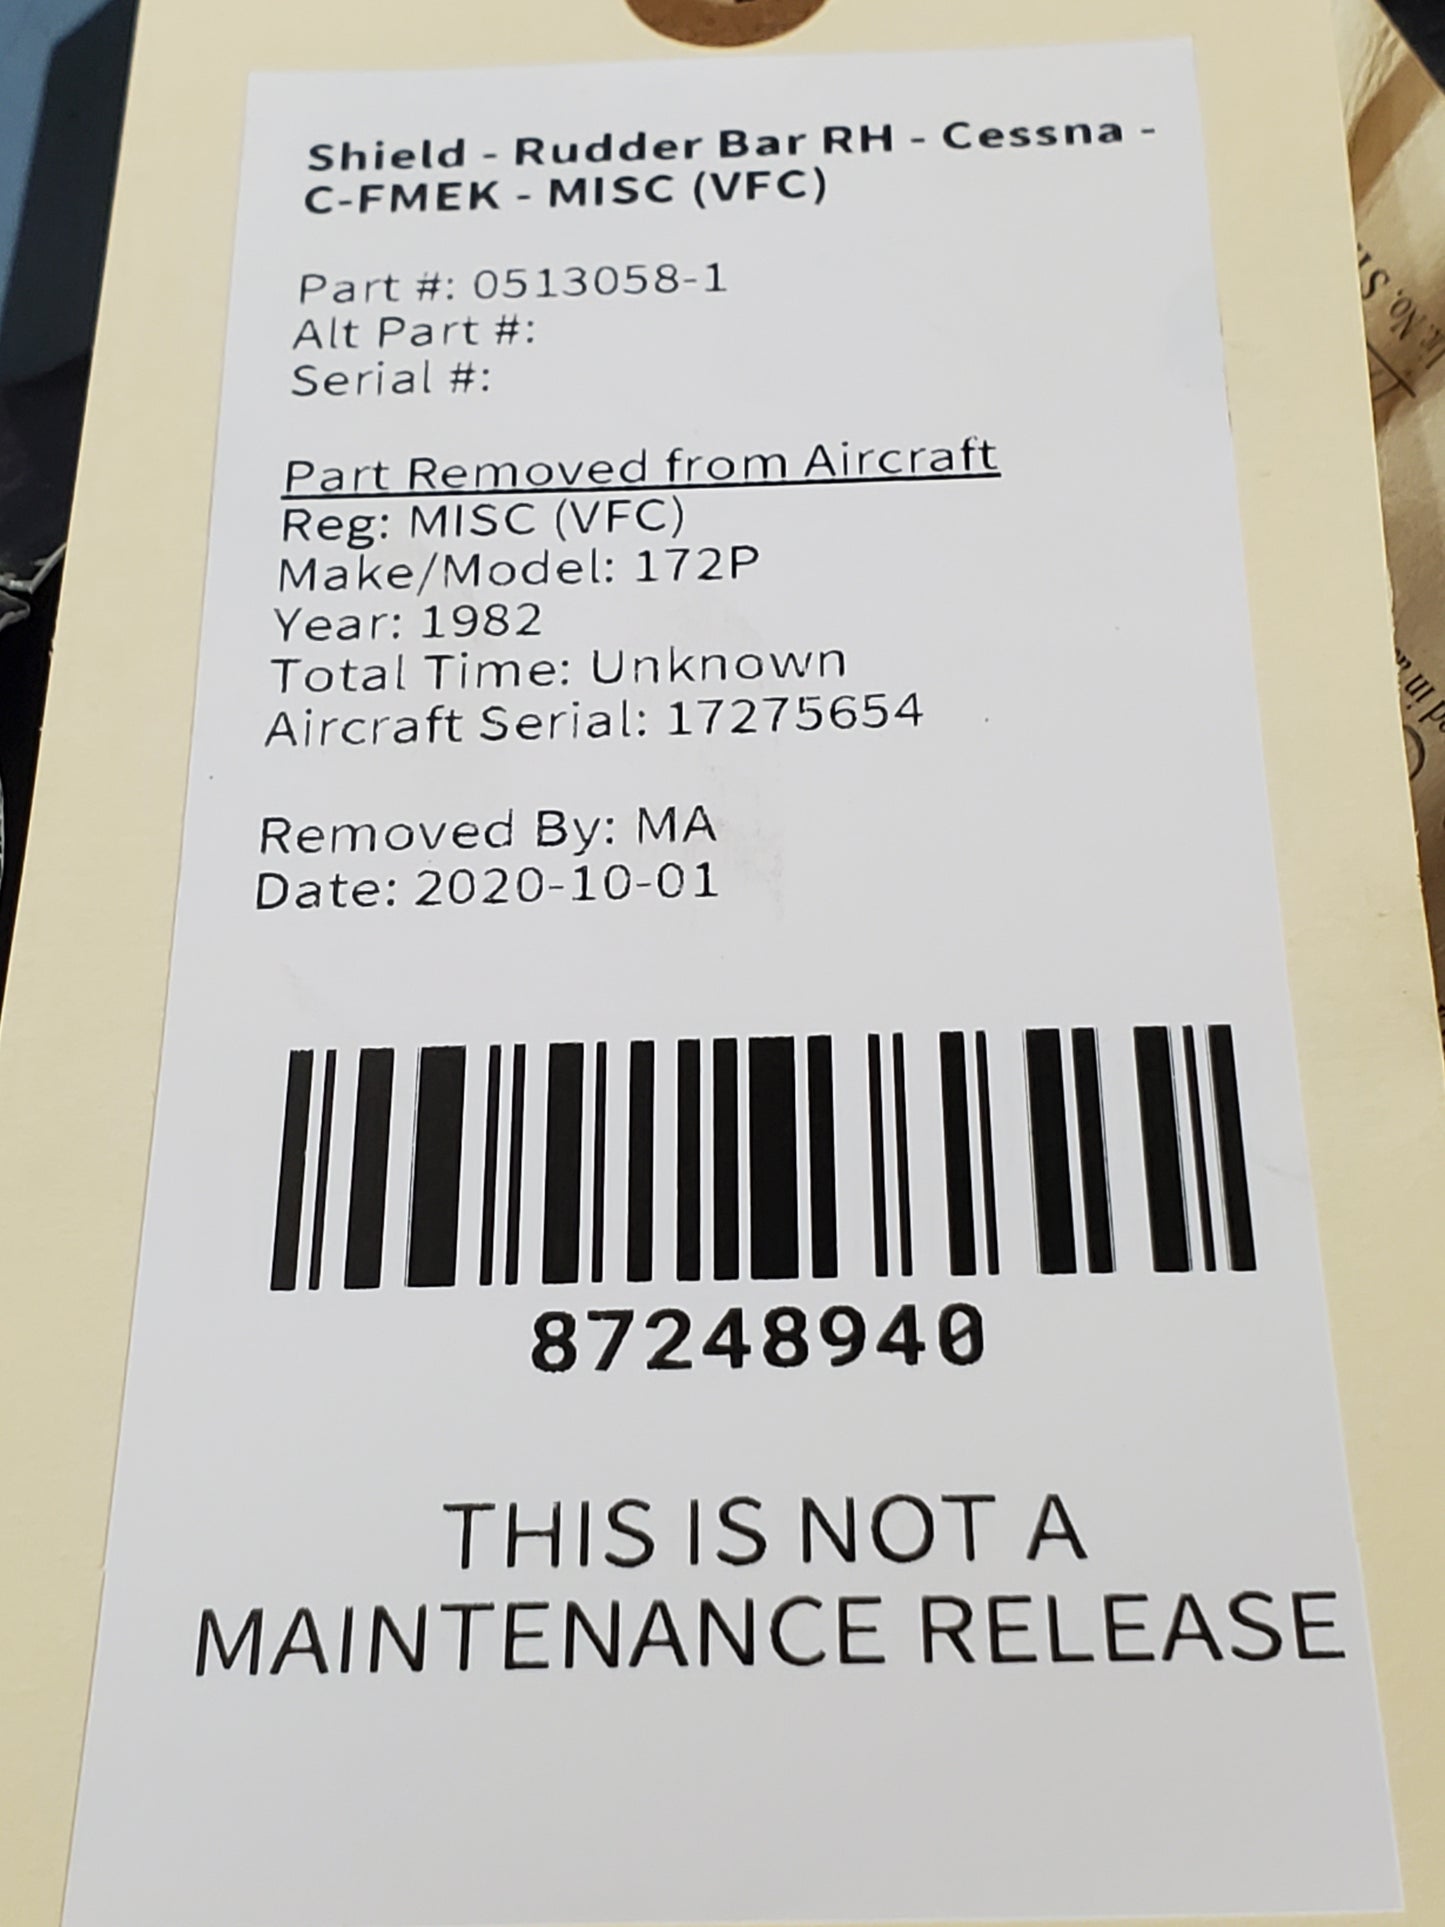 Shield - Rudder Bar RH - Cessna -
C-FMEK - MISC (VFC)
Part #: 0513058-1
Alt Part #:
Serial #:
Part Removed from Aircraft
Reg: MISC (VFC)
Make/Model: 172P
Year: 1982
Total Time: Unknown
Aircraft Serial: 17275654
Removed By: MA
Date: 2020-10-01
87248940
THIS IS NOT A
MAINTENANCE RELEASE
No.
in